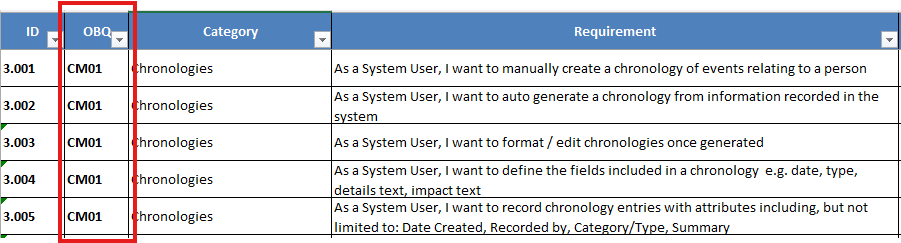 ID OBQ Category Requirement
3.001 CM01 Chronologies As a System User, I want to manually create a chronology of events relating to a person
3.002 CM01 Chronologies As a System User, I want to auto generate a chronology from information recorded in the
system
3.003 CM01 Chronologies As a System User, I want to format / edit chronologies once generated
3.004 CM01 Chronologies As a System User, I want to define the fields included in a chronology e.g. date, type,
details text, impact text
3.005 CM01 Chronologies As a System User, I want to record chronology entries with attributes including, but not
limited to: Date Created, Recorded by, Category/Type, Summary